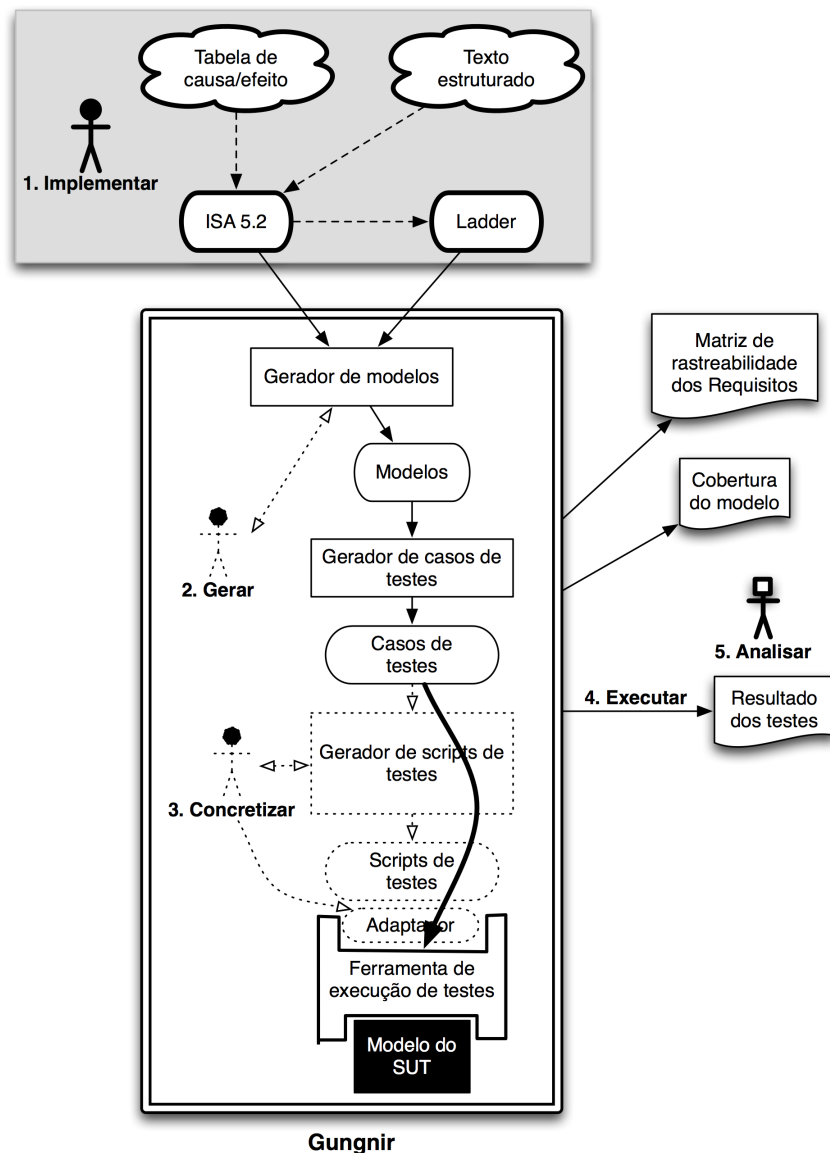 Tabela de
causa/efeito
Texto
estruturado
1. Implementar
ISA 5.2
Ladder
Gerador de modelos
Matriz de
rastreabilidade
dos Requisitos
Modelos
Cobertura
do modelo
Gerador de casos de
testes
2. Gerar
Casos de
testes
5. Analisar
4. Executar
Resultado
dos testes
Gerador de scripts de
testes
3. Concretizar
Scripts de
testes
Adaptador
Ferramenta de
execução de testes
Modelo do
SUT
Gungnir